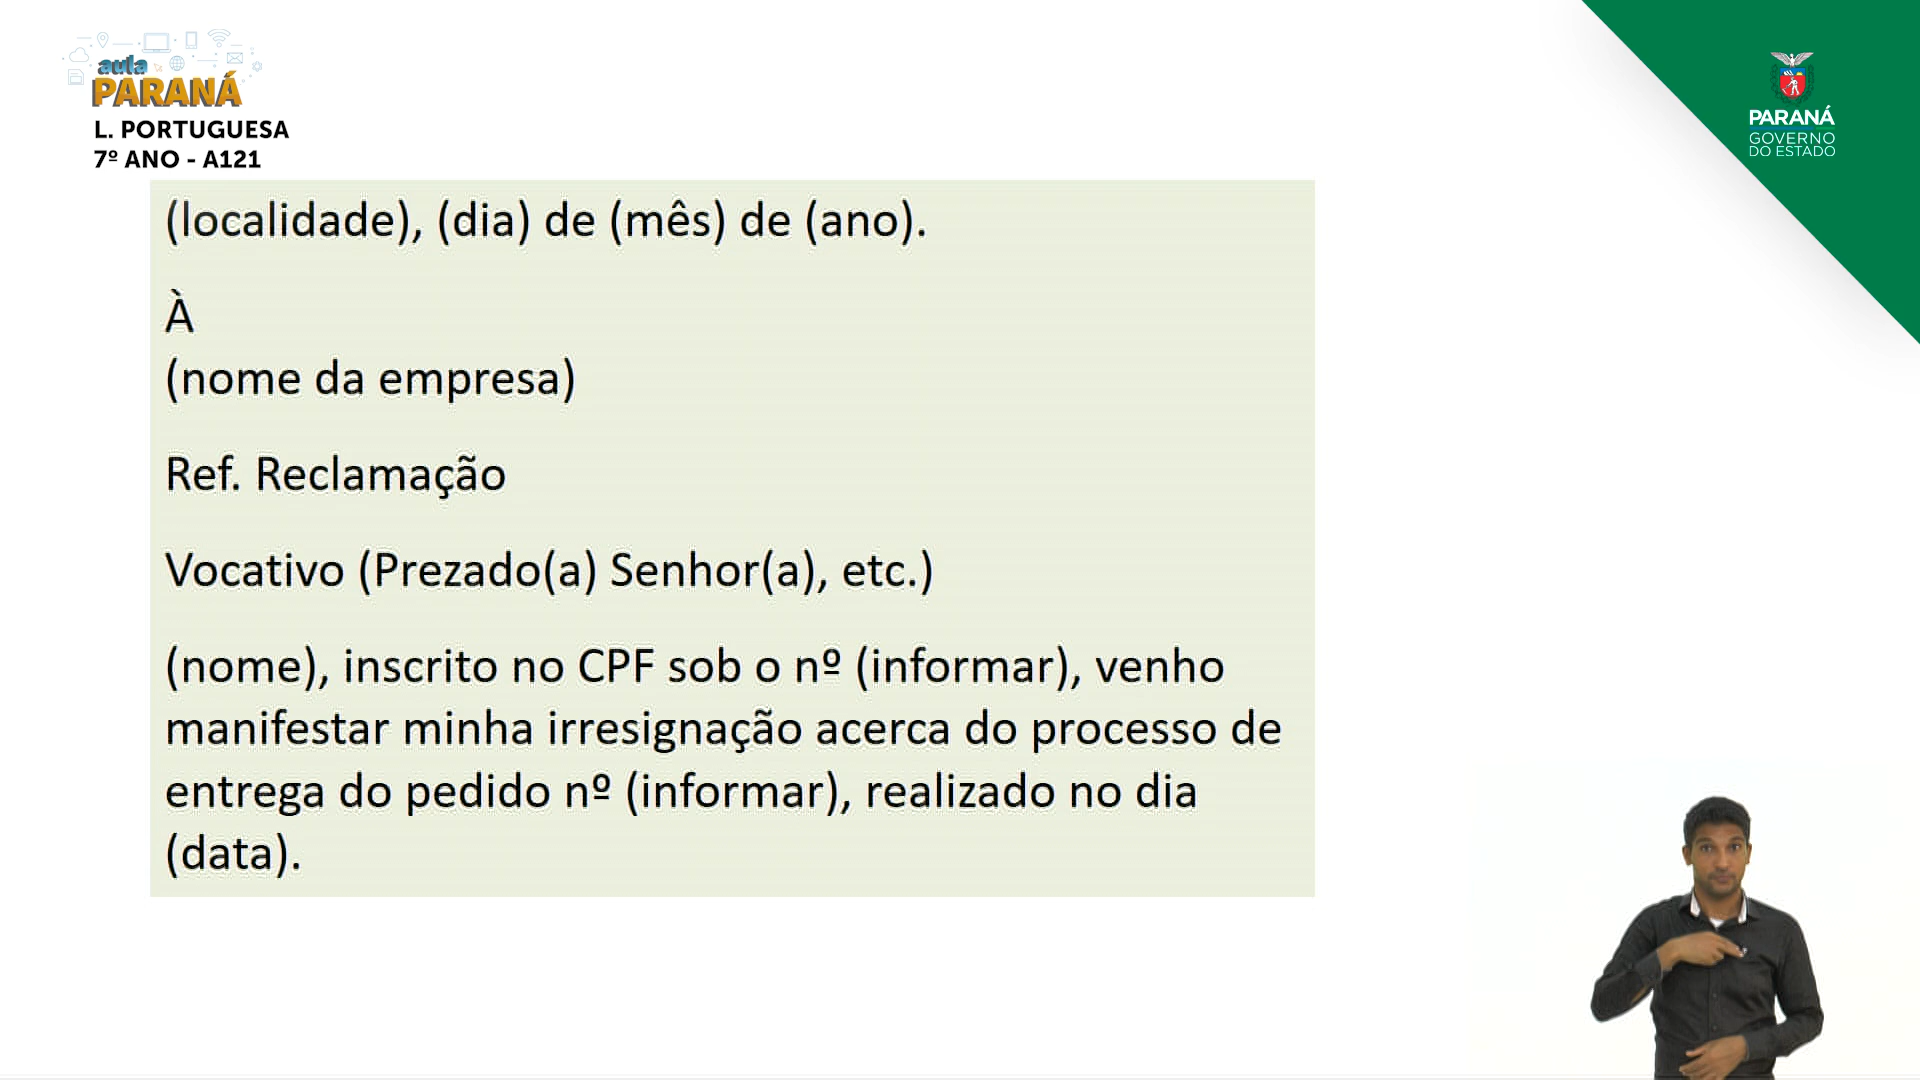 aula
PARANÁ
L. PORTUGUESA
7º ANO - A121
PARANÁ
GOVERNO
DO ESTADO
(localidade), (dia) de (mês) de (ano).
À
(nome da empresa)
Ref. Reclamação
Vocativo (Prezado(a) Senhor(a), etc.)
(nome), inscrito no CPF sob o nº (informar), venho
manifestar minha irresignação acerca do processo de
entrega do pedido nº (informar), realizado no dia
(data).